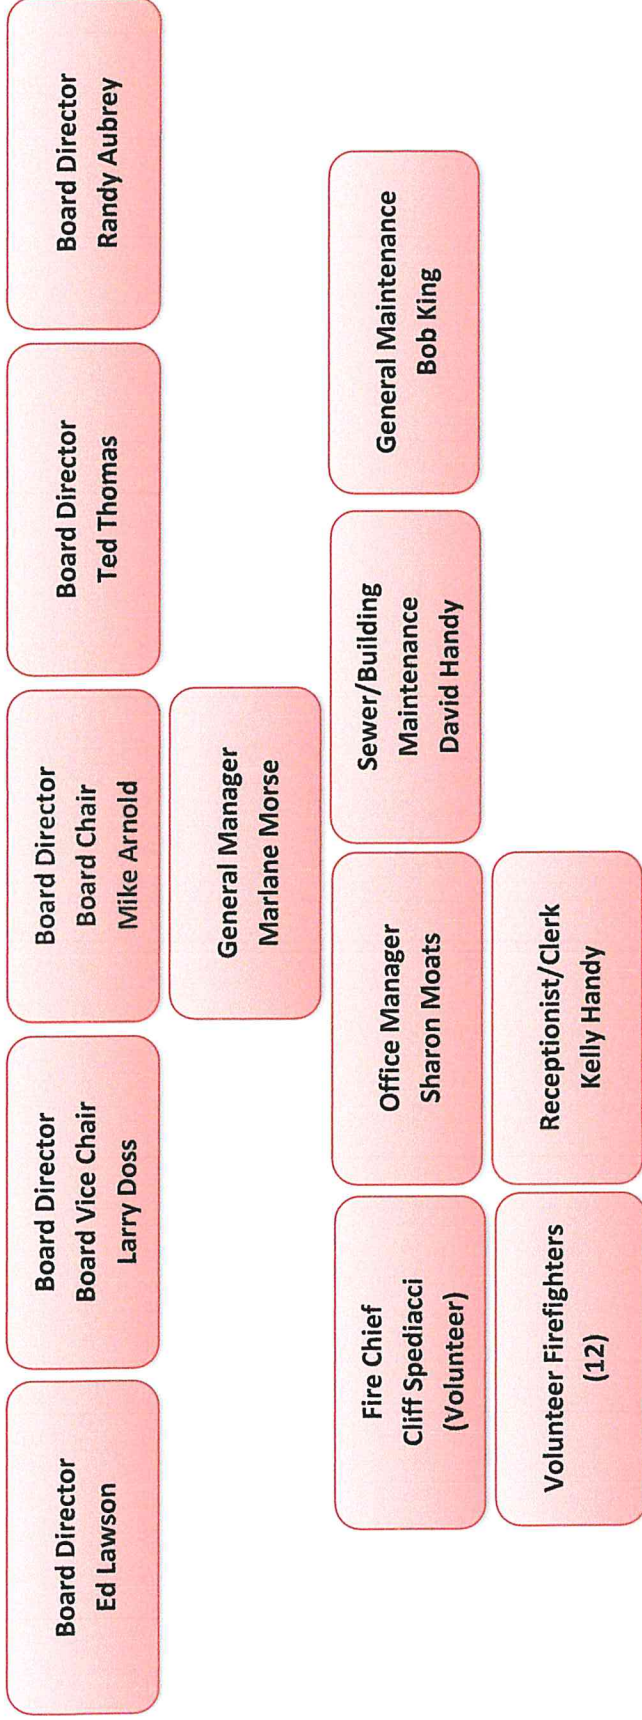 Board Director
Ed Lawson
Board Director
Board Vice Chair
Larry Doss
Board Director
Board Chair
Mike Arnold
Board Director
Ted Thomas
Board Director
Randy Aubrey
General Manager
Marlane Morse
Fire Chief
Cliff Spediacci
(Volunteer)
Office Manager
Sharon Moats
Sewer/Building
Maintenance
David Handy
General Maintenance
Bob King
Volunteer Firefighters
(12)
Receptionist/Clerk
Kelly Handy